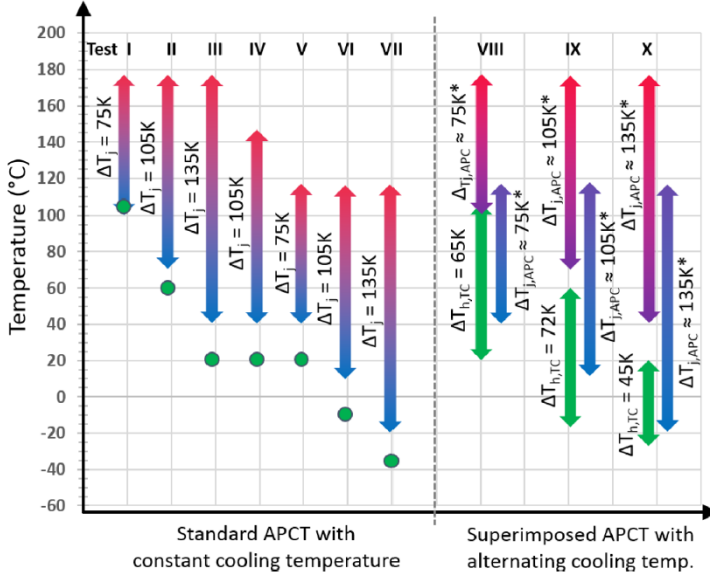 Temperature (°C)
200
180
160
140
120
100
80
60
40
20
0
-20
-40
-60
Test I II III IV V VI VII VIII IX X
ΔTj = 75K
ΔTj = 105K
ΔTj = 135K
ΔTj = 105K
ΔTj = 75K
ΔTj = 105K
ΔTj = 135K
ΔTj,APC ≈ 75K*
ΔTh,TC = 65K
ΔTj,APC ≈ 75K*
ΔTj,APC ≈ 105K*
ΔTh,TC = 72K
ΔTj,APC ≈ 105K*
ΔTj,APC ≈ 135K*
ΔTh,TC = 45K
ΔTj,APC ≈ 135K*
Standard APCT with
constant cooling temperature
Superimposed APCT with
alternating cooling temp.